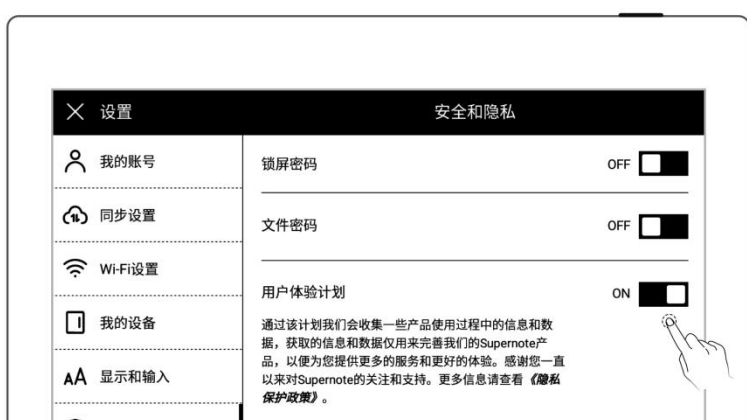 设置
安全和隐私
我的账号
同步设置
Wi-Fi设置
我的设备
显示和输入
锁屏密码 OFF
文件密码 OFF
用户体验计划 ON
通过该计划我们会收集一些产品使用过程中的信息和数
据，获取的信息和数据仅用来完善我们的Supernote产
品，以便为您提供更多的服务和更好的体验。感谢您一直
以来对Supernote的关注和支持。更多信息请查看《隐私
保护政策》。